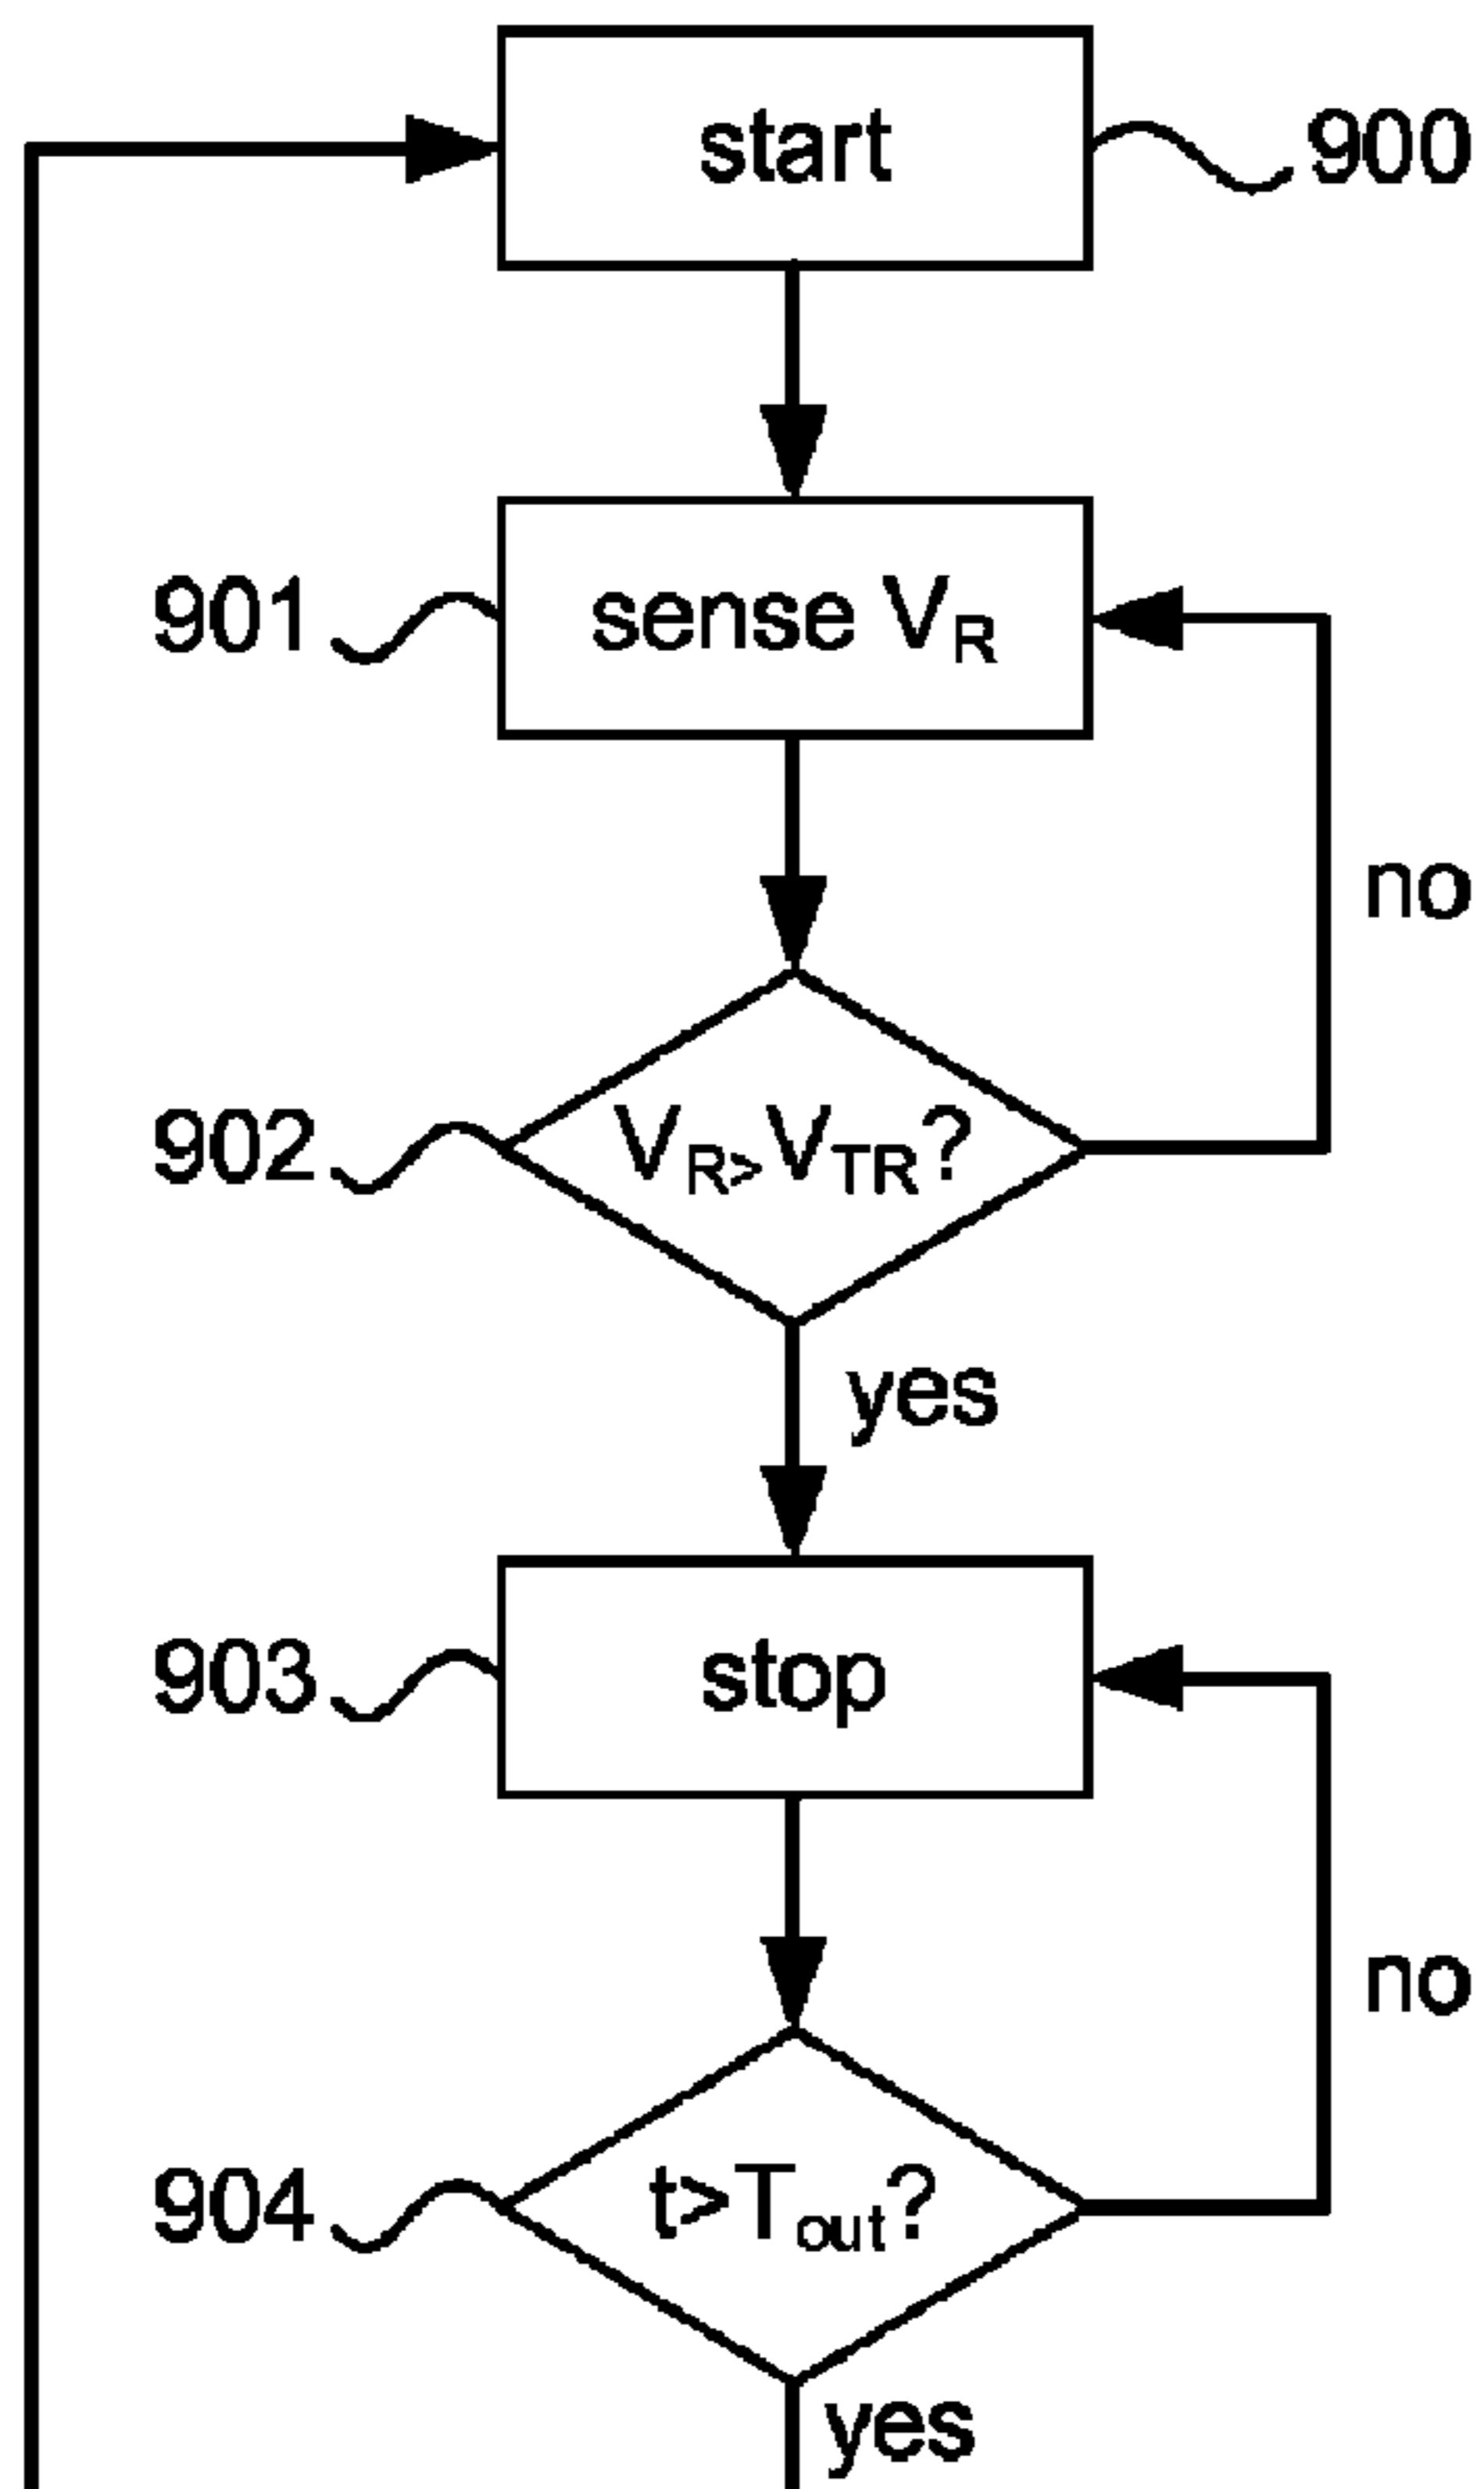 start
900
901
sense V_R
no
902
V_R>V_TR?
yes
903
stop
no
904
t>T_out?
yes